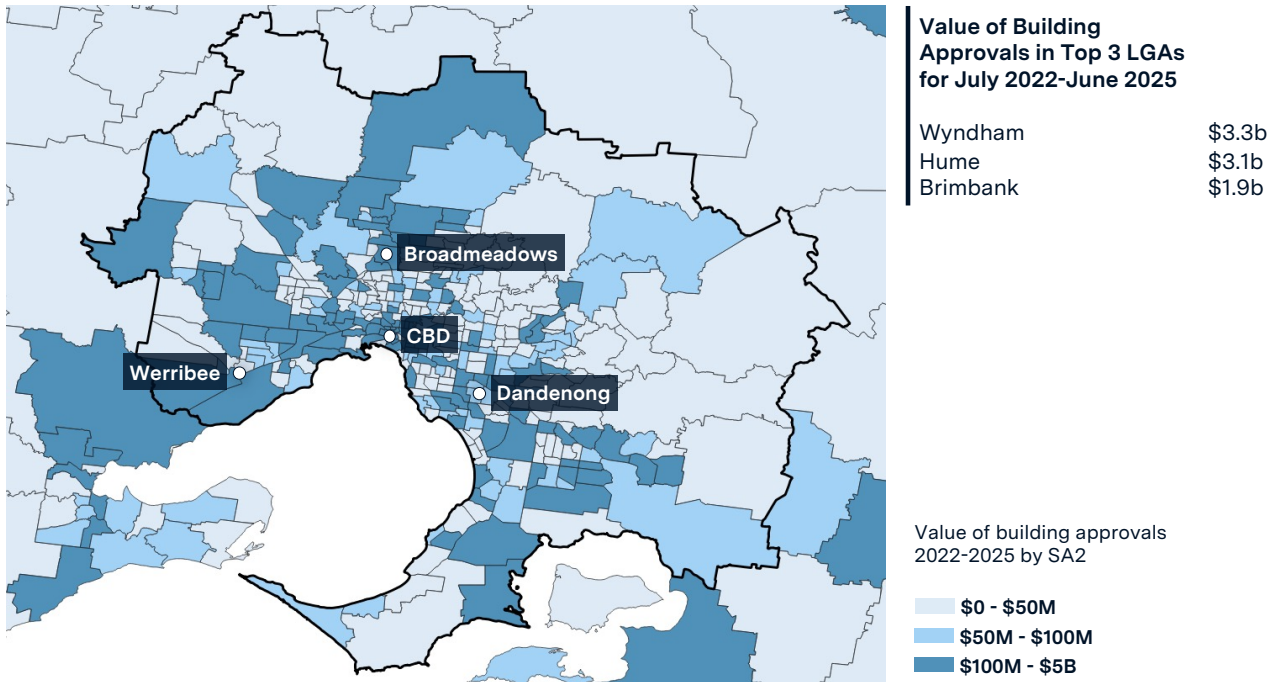 Value of Building
Approvals in Top 3 LGAs
for July 2022-June 2025
Wyndham $3.3b
Hume $3.1b
Brimbank $1.9b
Broadmeadows
CBD
Werribee
Dandenong
Value of building approvals
2022-2025 by SA2
$0 - $50M
$50M - $100M
$100M - $5B